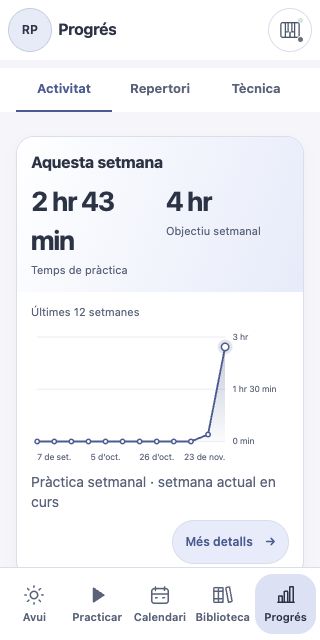 RP
Progrés
Activitat
Repertori
Tècnica
Aquesta setmana
2 hr 43
min
Temps de pràctica
4 hr
Objectiu setmanal
Últimes 12 setmanes
3 hr
1 hr 30 min
0 min
7 de set.
5 d'oct.
26 d'oct.
23 de nov.
Pràctica setmanal · setmana actual en
curs
Més detalls
Avui
Practicar
Calendari
Biblioteca
Progrés